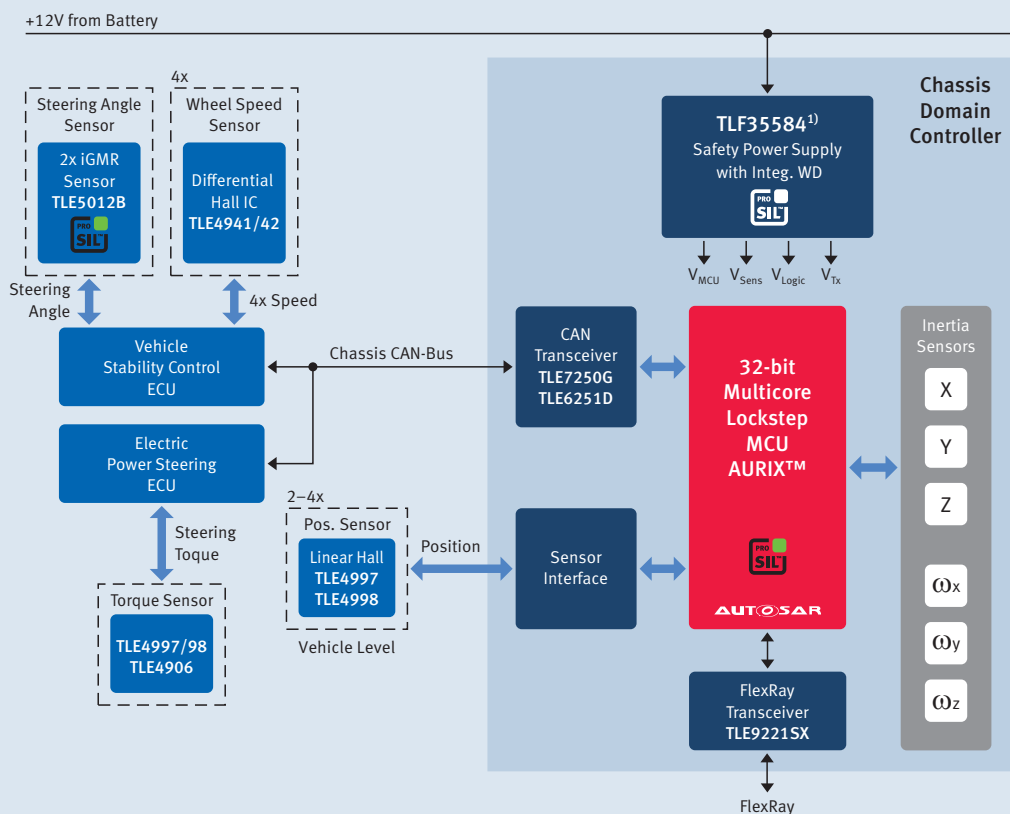 +12V from Battery
4x
Steering Angle
Sensor
2x iGMR
Sensor
TLE5012B
PRO
SIL™
Wheel Speed
Sensor
Differential
Hall IC
TLE4941/42
Steering
Angle
4x Speed
Vehicle
Stability Control
ECU
Electric
Power Steering
ECU
Steering
Toque
Torque Sensor
TLE4997/98
TLE4906
Chassis CAN-Bus
2–4x
Pos. Sensor
Linear Hall
TLE4997
TLE4998
Vehicle Level
Position
Chassis
Domain
Controller
TLF35584¹⁾
Safety Power Supply
with Integ. WD
PRO
SIL™
V_MCU V_Sens V_Logic V_Tx
CAN
Transceiver
TLE7250G
TLE6251D
Sensor
Interface
32-bit
Multicore
Lockstep
MCU
AURIX™
PRO
SIL™
AUTOSAR
FlexRay
Transceiver
TLE9221SX
FlexRay
Inertia
Sensors
X
Y
Z
ωx
ωy
ωz